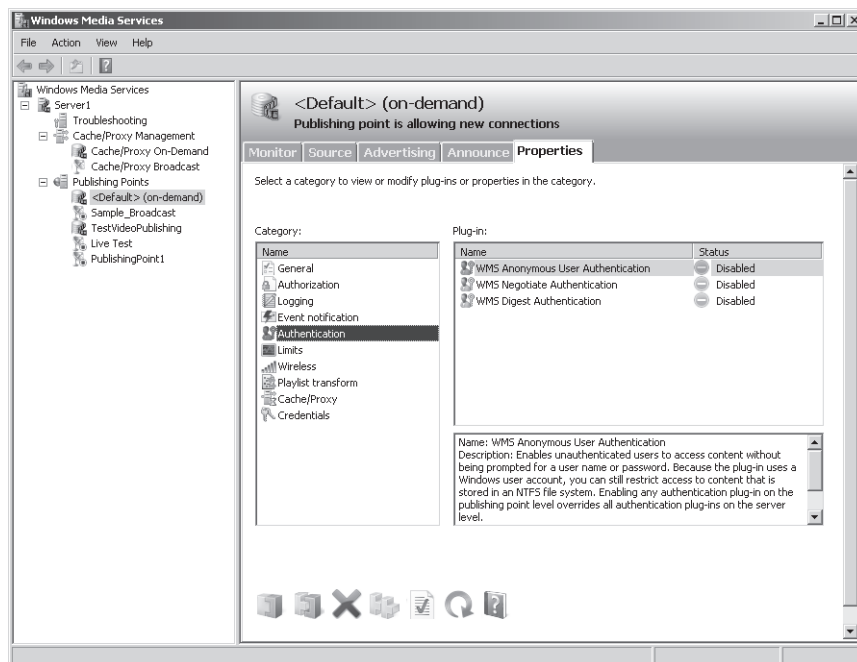 Windows Media Services
File Action View Help
Windows Media Services
Server1
Troubleshooting
Cache/Proxy Management
Cache/Proxy On-Demand
Cache/Proxy Broadcast
Publishing Points
<Default> (on-demand)
Sample_Broadcast
TestVideoPublishing
Live Test
PublishingPoint1
<Default> (on-demand)
Publishing point is allowing new connections
Monitor Source Advertising Announce Properties
Select a category to view or modify plug-ins or properties in the category.
Category:
Name
General
Authorization
Logging
Event notification
Authentication
Limits
Wireless
Playlist transform
Cache/Proxy
Credentials
Plug-in:
Name Status
WMS Anonymous User Authentication Disabled
WMS Negotiate Authentication Disabled
WMS Digest Authentication Disabled
Name: WMS Anonymous User Authentication
Description: Enables unauthenticated users to access content without
being prompted for a user name or password. Because the plug-in uses a
Windows user account, you can still restrict access to content that is
stored in an NTFS file system. Enabling any authentication plug-in on the
publishing point level overrides all authentication plug-ins on the server
level.